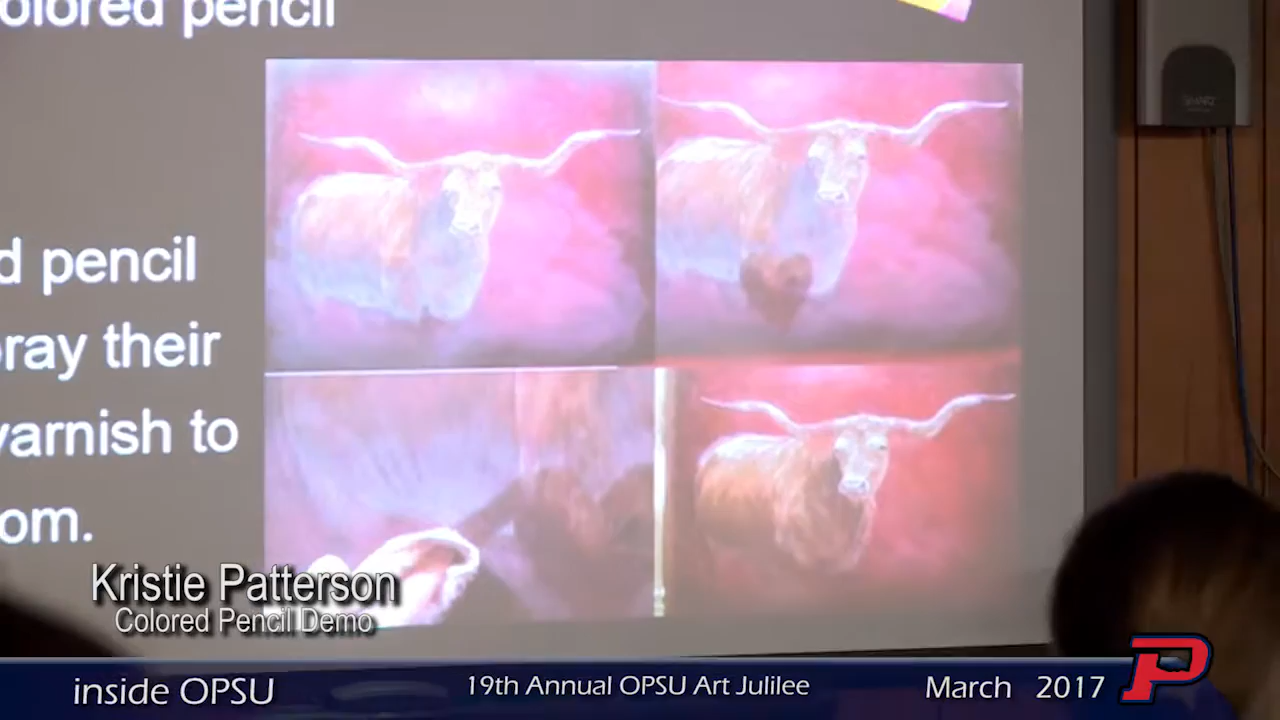 olored pencil
d pencil
ray their
varnish to
om.
Kristie Patterson
Colored Pencil Demo
inside OPSU
19th Annual OPSU Art Julilee
March 2017
P